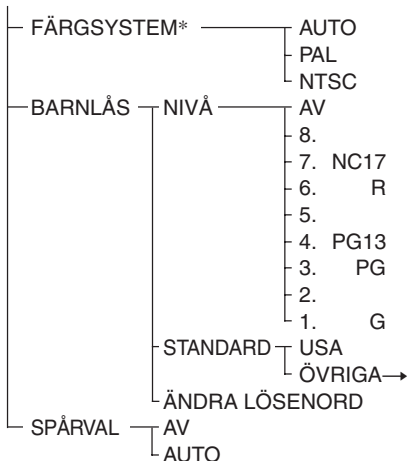 FÄRGSYSTEM* AUTO
PAL
NTSC
BARNLÅS NIVÅ AV
8.
7. NC17
6. R
5.
4. PG13
3. PG
2.
1. G
STANDARD USA
ÖVRIGA→
ÄNDRA LÖSENORD
SPÅRVAL AV
AUTO